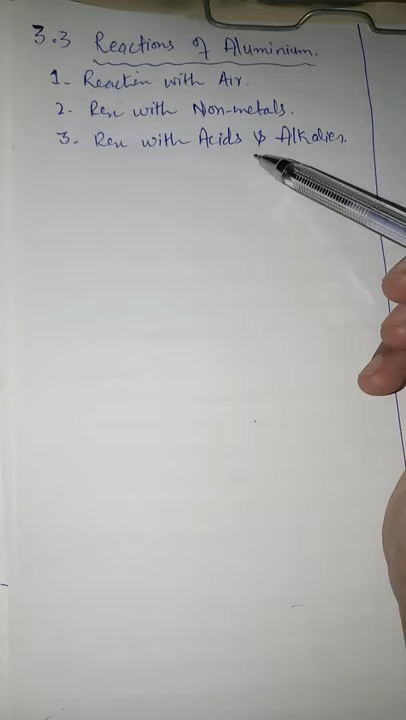 3.3 Reactions of Aluminium.
1- Reaction with Air.
2- Rex with Non-metals.
3- Rex with Acids & Alkalies.